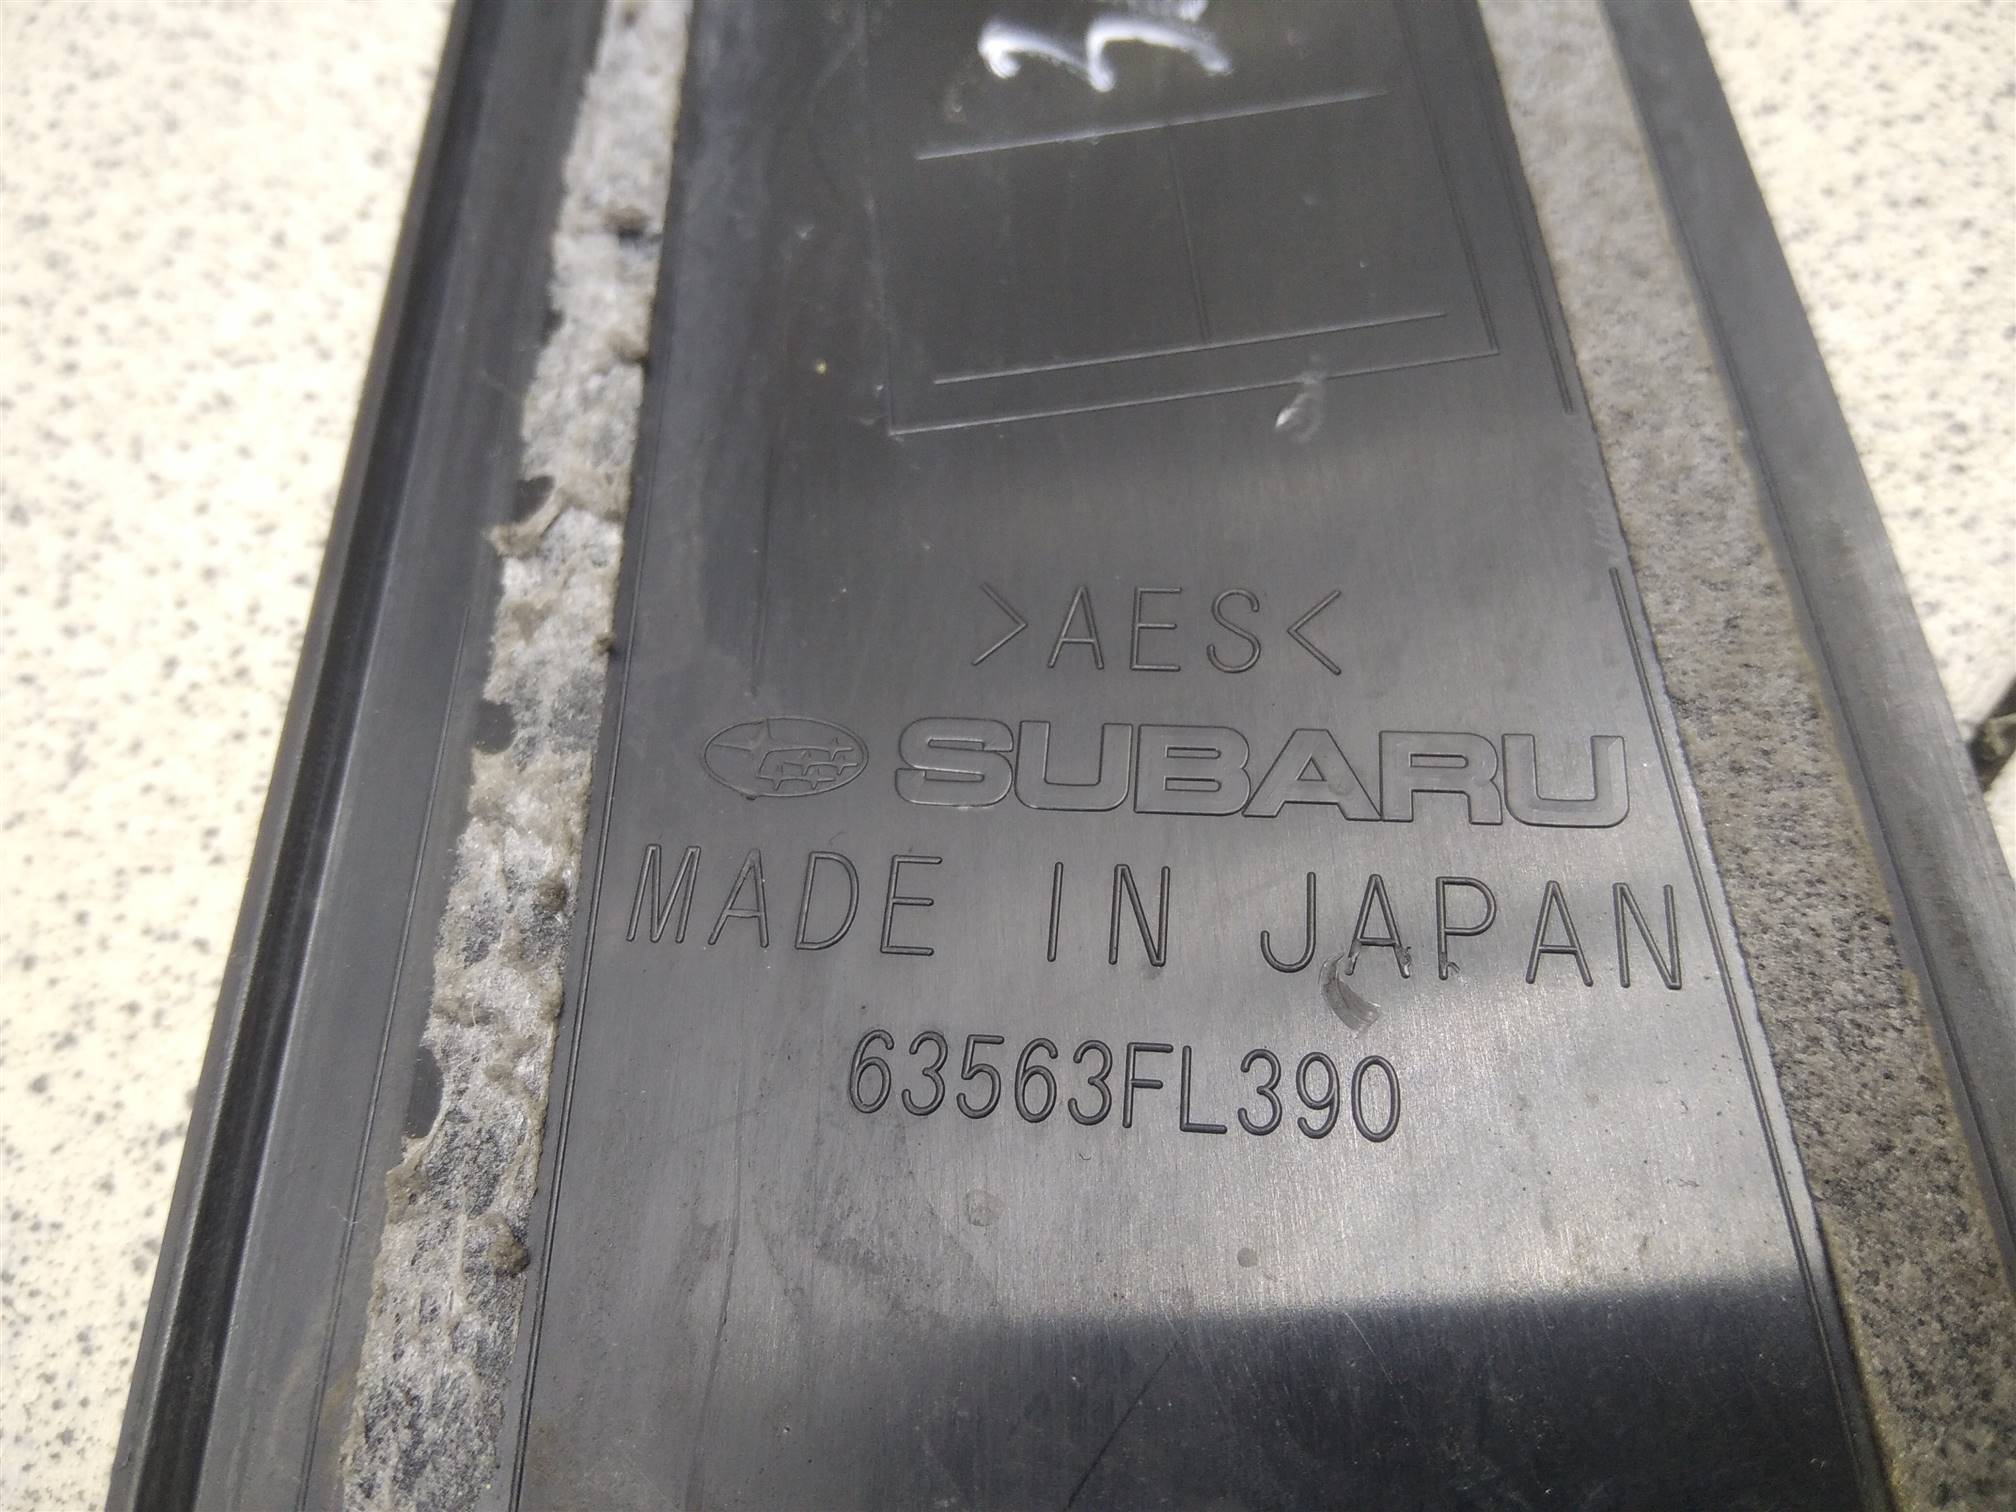 >AES<
SUBARU
MADE IN JAPAN
63563FL390